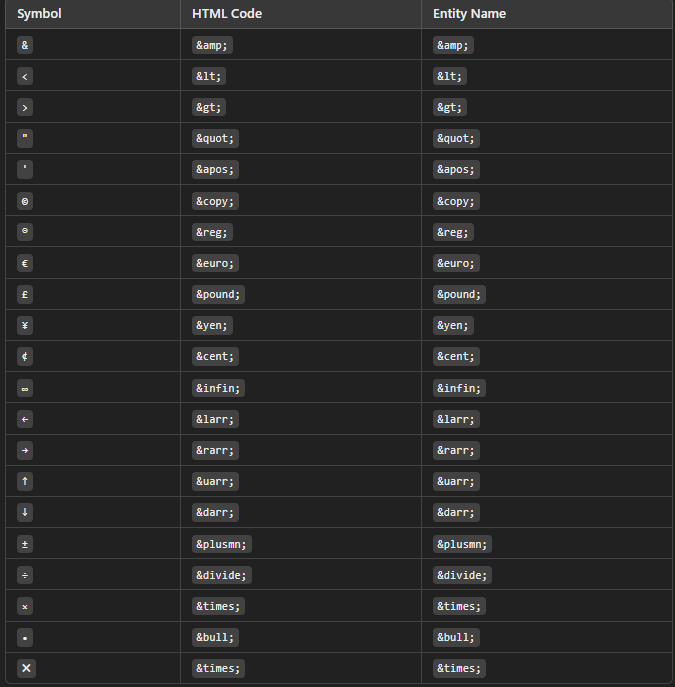 Symbol HTML Code Entity Name
& &amp; &amp;
< &lt; &lt;
> &gt; &gt;
" &quot; &quot;
' &apos; &apos;
© &copy; &copy;
® &reg; &reg;
€ &euro; &euro;
£ &pound; &pound;
¥ &yen; &yen;
¢ &cent; &cent;
∞ &infin; &infin;
← &larr; &larr;
→ &rarr; &rarr;
↑ &uarr; &uarr;
↓ &darr; &darr;
± &plusmn; &plusmn;
÷ &divide; &divide;
× &times; &times;
• &bull; &bull;
✕ &times; &times;